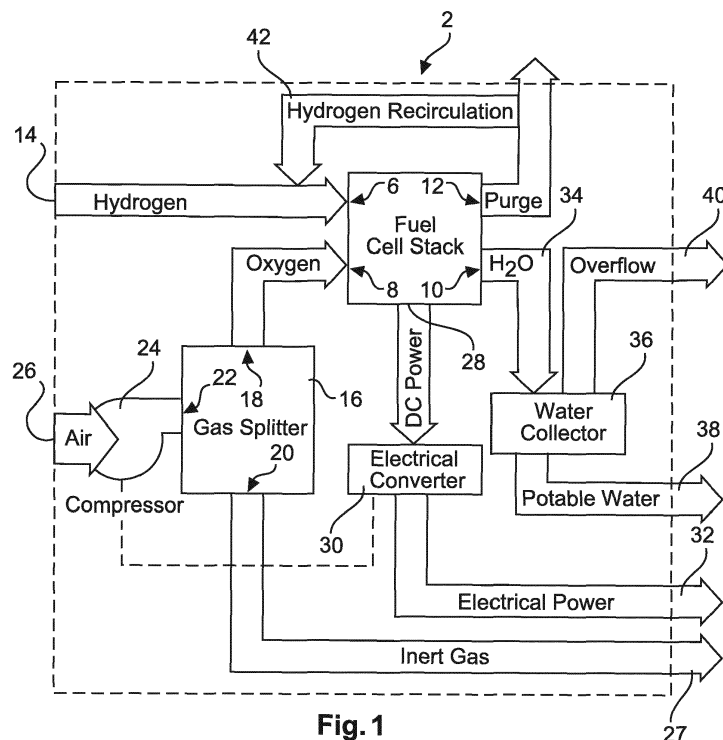 2
42
Hydrogen Recirculation
14
Hydrogen
6
12
Purge
34
40
Fuel
Cell Stack
Oxygen
H2O
Overflow
8
10
28
36
26
24
22
18
16
DC Power
Air
Gas Splitter
Water
Collector
20
Electrical
Converter
38
Compressor
Potable Water
30
32
Electrical Power
Inert Gas
27
Fig. 1